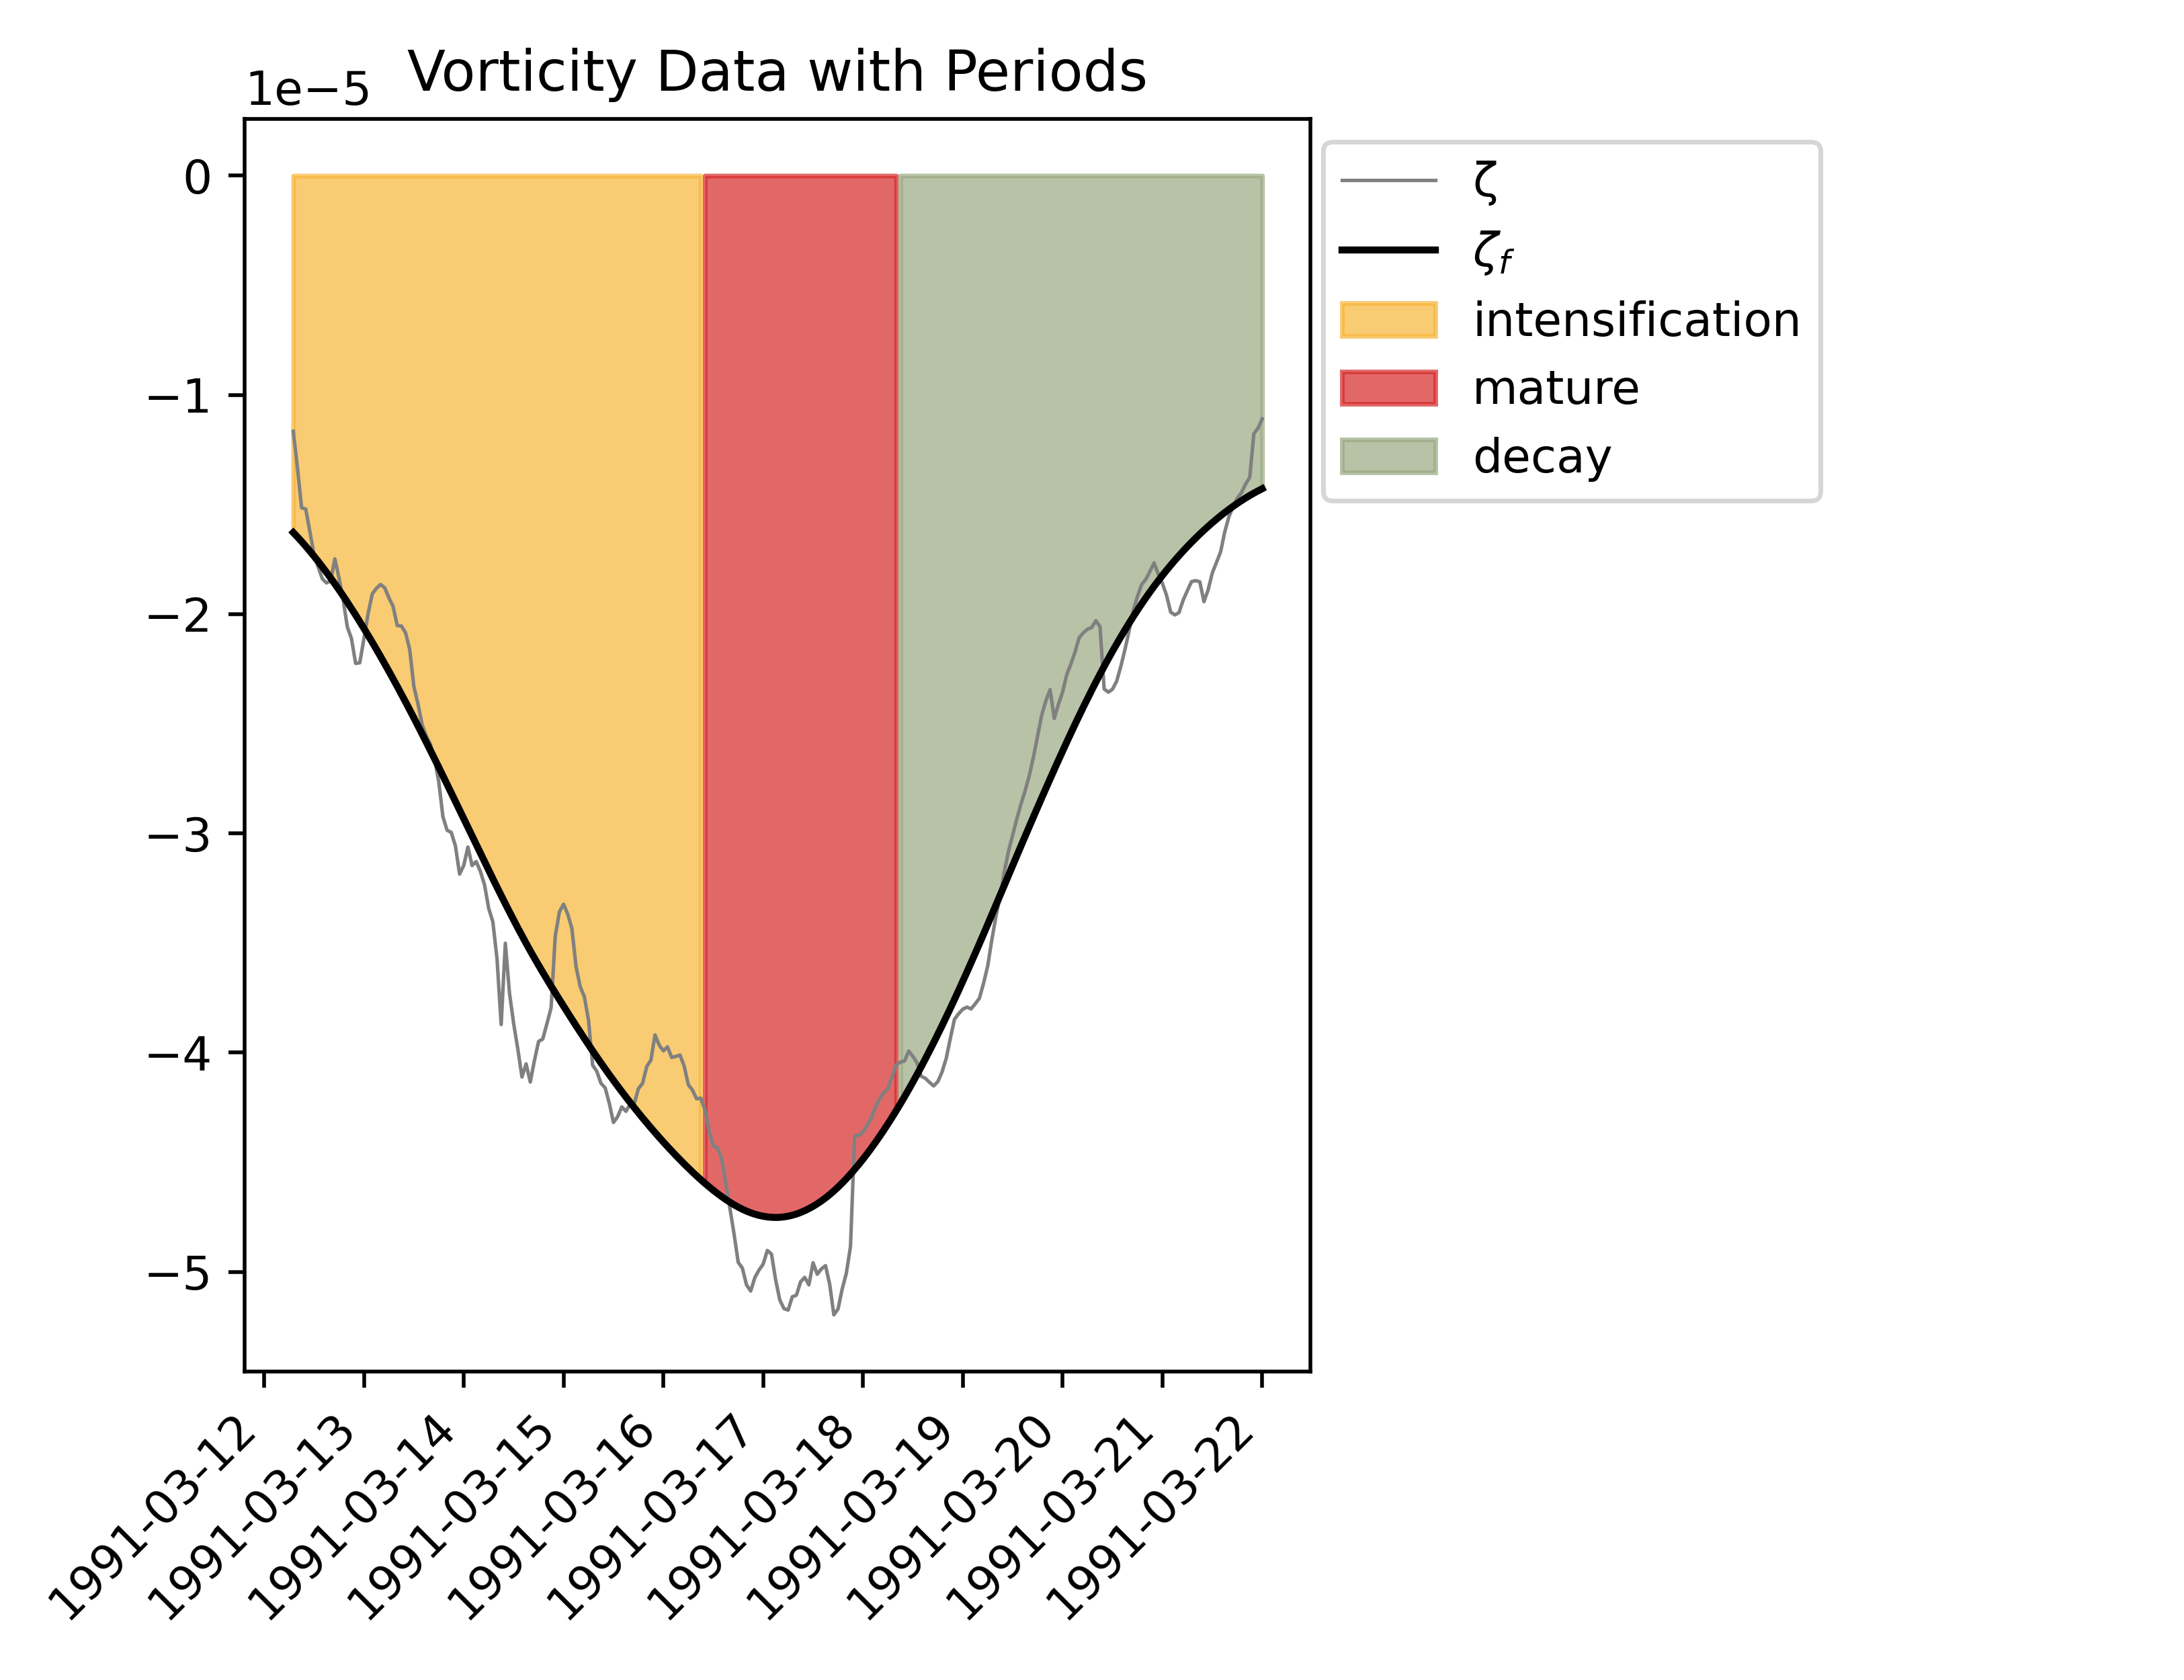 Vorticity Data with Periods
1e−5
0
−1
−2
−3
−4
−5
1991-03-12
1991-03-13
1991-03-14
1991-03-15
1991-03-16
1991-03-17
1991-03-18
1991-03-19
1991-03-20
1991-03-21
1991-03-22
ζ
ζf
intensification
mature
decay